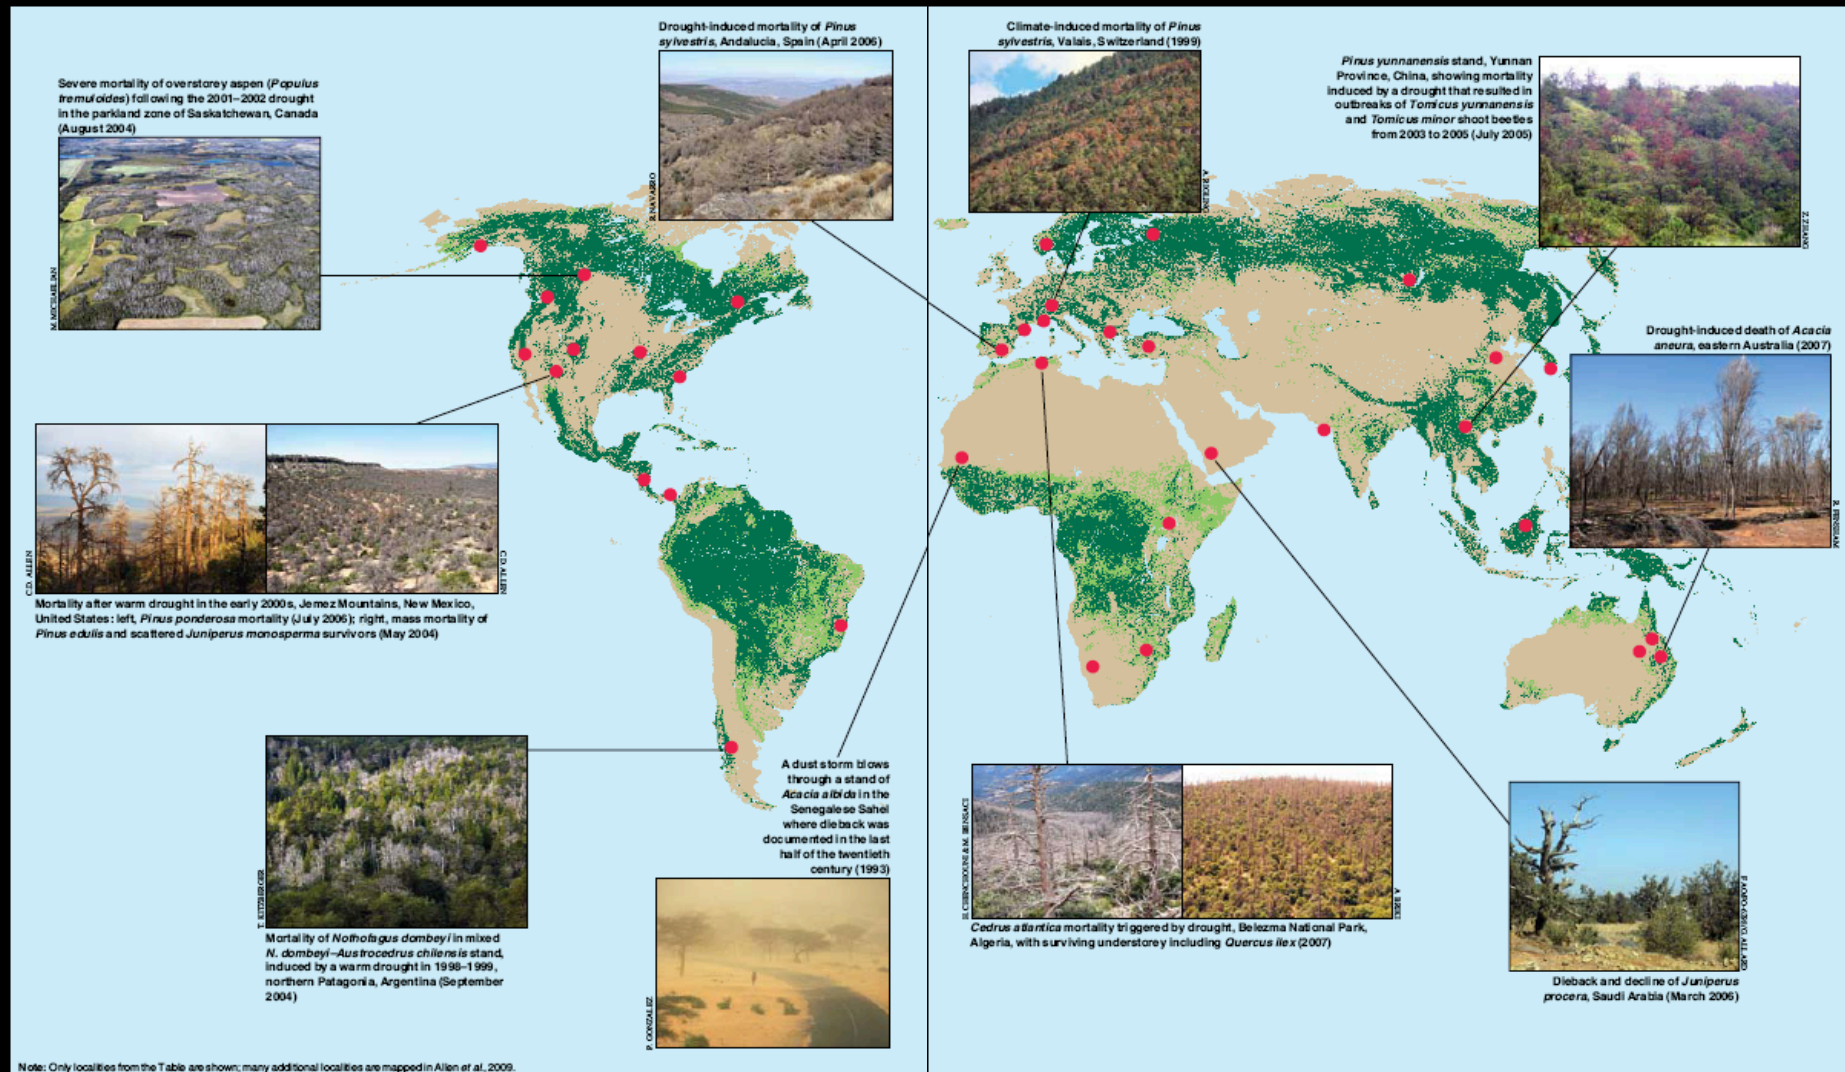 Drought-induced mortality of Pinus
sylvestris, Andalucia, Spain (April 2006)
Climate-induced mortality of Pinus
sylvestris, Valais, Switzerland (1999)
Pinus yunnanensis stand, Yunnan
Province, China, showing mortality
induced by a drought that resulted in
outbreaks of Tomicus yunnanensis
and Tomicus minor shoot beetles
from 2003 to 2005 (July 2005)
Severe mortality of overstorey aspen (Populus
tremuloides) following the 2001–2002 drought
in the parkland zone of Saskatchewan, Canada
(August 2004)
M. MICHAELIAN
R. NAVARRO
A. RIGLING
Z. ZHANG
Drought-induced death of Acacia
aneura, eastern Australia (2007)
R. FENSHAM
C.D. ALLEN
C.D. ALLEN
Mortality after warm drought in the early 2000s, Jemez Mountains, New Mexico,
United States: left, Pinus ponderosa mortality (July 2006); right, mass mortality of
Pinus edulis and scattered Juniperus monosperma survivors (May 2004)
T. KITZBERGER
Mortality of Nothofagus dombeyi in mixed
N. dombeyi–Austrocedrus chilensis stand,
induced by a warm drought in 1998–1999,
northern Patagonia, Argentina (September
2004)
A dust storm blows
through a stand of
Acacia albida in the
Senegalese Sahel
where dieback was
documented in the last
half of the twentieth
century (1993)
P. GONZALEZ
H. CHENCHOUNI & M. BENSACI
A. BRIKI
Cedrus atlantica mortality triggered by drought, Belezma National Park,
Algeria, with surviving understorey including Quercus ilex (2007)
Dieback and decline of Juniperus
procera, Saudi Arabia (March 2006)
Note: Only localities from the Table are shown; many additional localities are mapped in Allen et al., 2009.